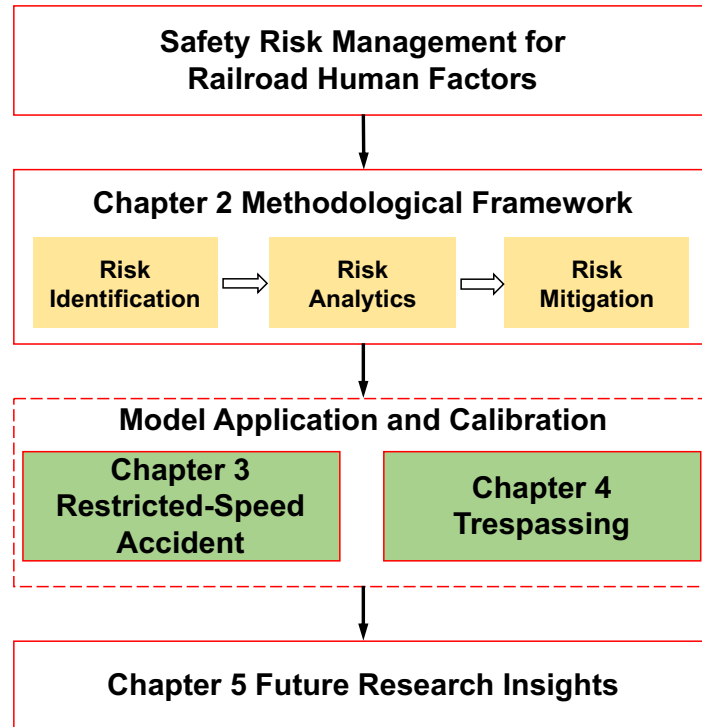 Safety Risk Management for
Railroad Human Factors
Chapter 2 Methodological Framework
Risk
Identification
Risk
Analytics
Risk
Mitigation
Model Application and Calibration
Chapter 3
Restricted-Speed
Accident
Chapter 4
Trespassing
Chapter 5 Future Research Insights